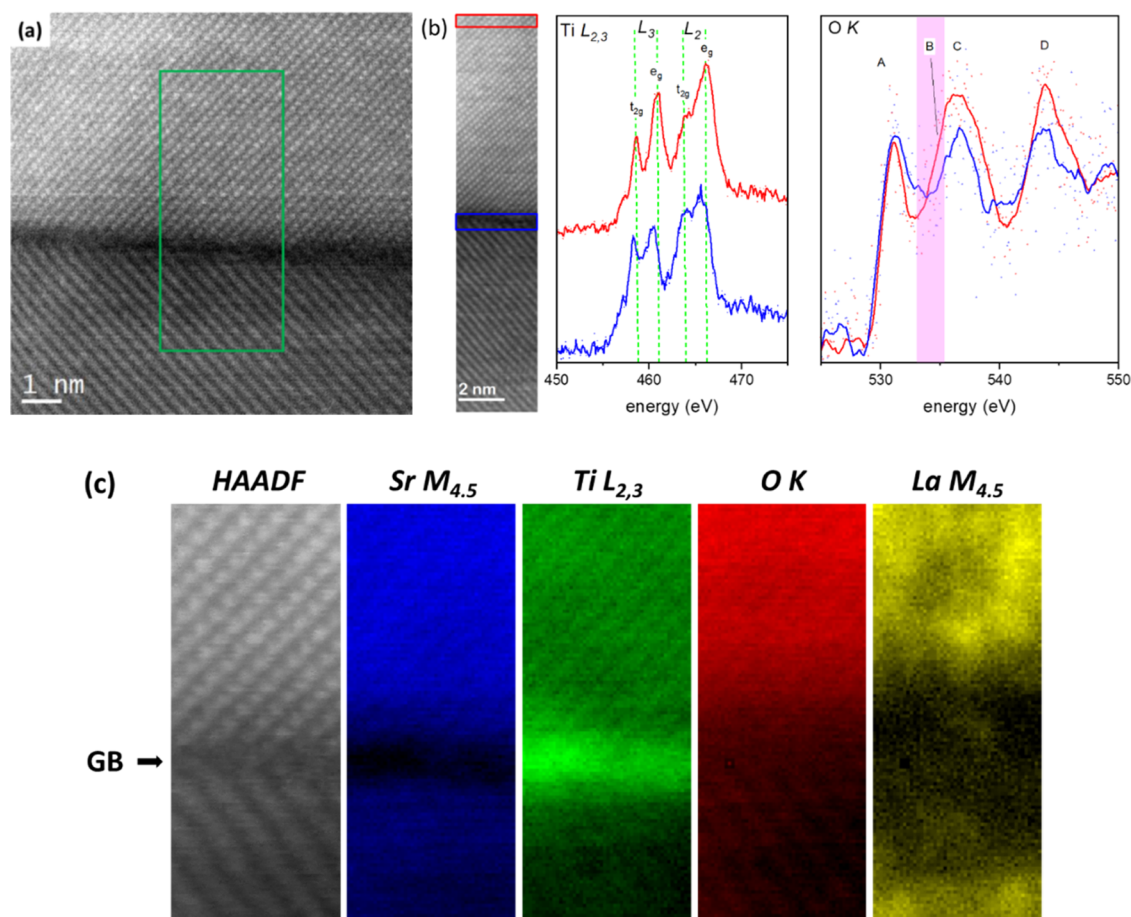 (a)
1 nm
(b)
2 nm
Ti L2,3
L3
L2
t2g
eg
t2g
eg
450
460
470
energy (eV)
O K
A
B
C
D
530
540
550
energy (eV)
(c)
HAADF
Sr M4.5
Ti L2,3
O K
La M4.5
GB